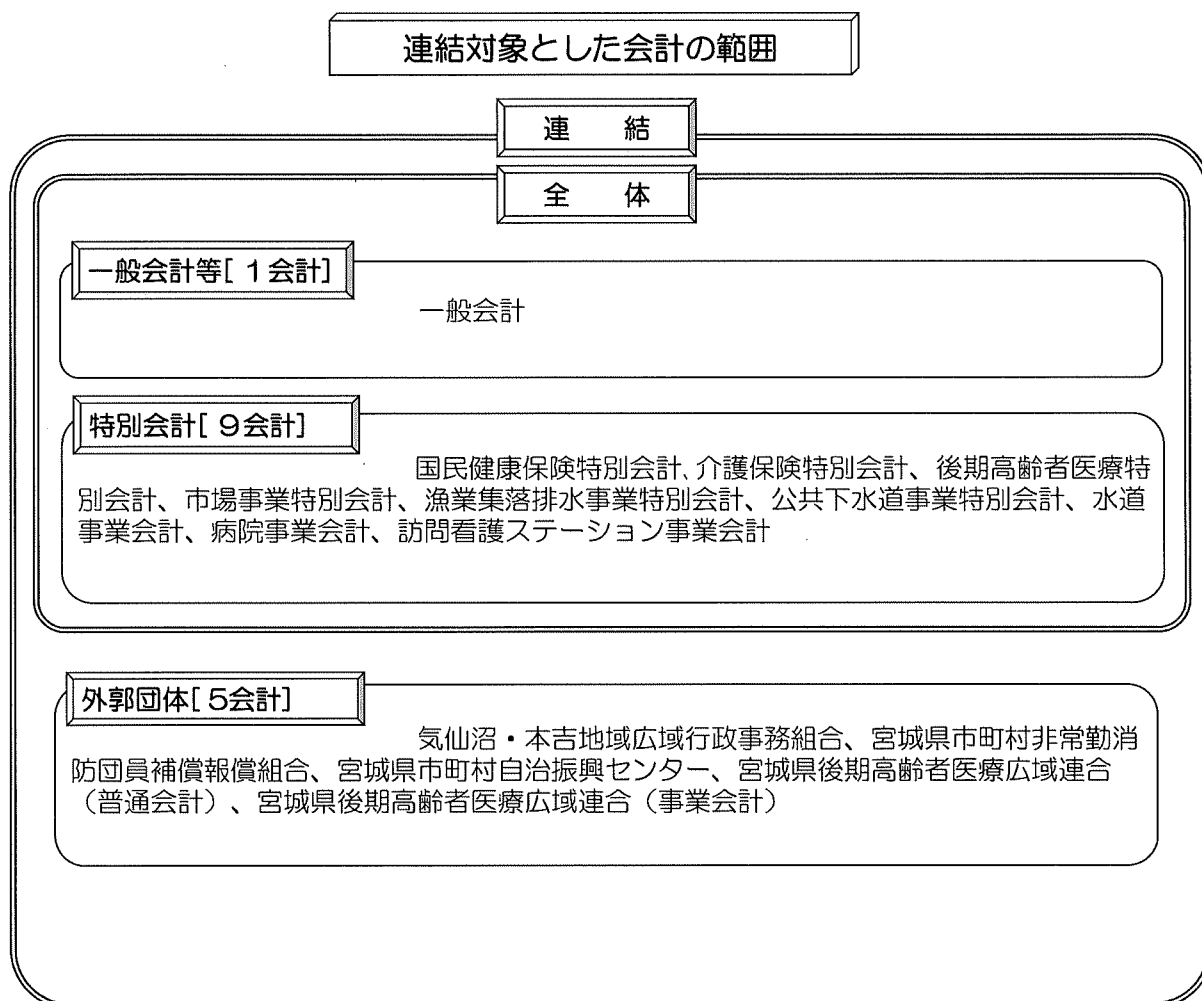 連結対象とした会計の範囲
連　結
全　体
一般会計等[１会計]
一般会計
特別会計[９会計]
国民健康保険特別会計、介護保険特別会計、後期高齢者医療特
別会計、市場事業特別会計、漁業集落排水事業特別会計、公共下水道事業特別会計、水道
事業会計、病院事業会計、訪問看護ステーション事業会計
外郭団体[５会計]
気仙沼・本吉地域広域行政事務組合、宮城県市町村非常勤消
防団員補償報償組合、宮城県市町村自治振興センター、宮城県後期高齢者医療広域連合
（普通会計）、宮城県後期高齢者医療広域連合（事業会計）